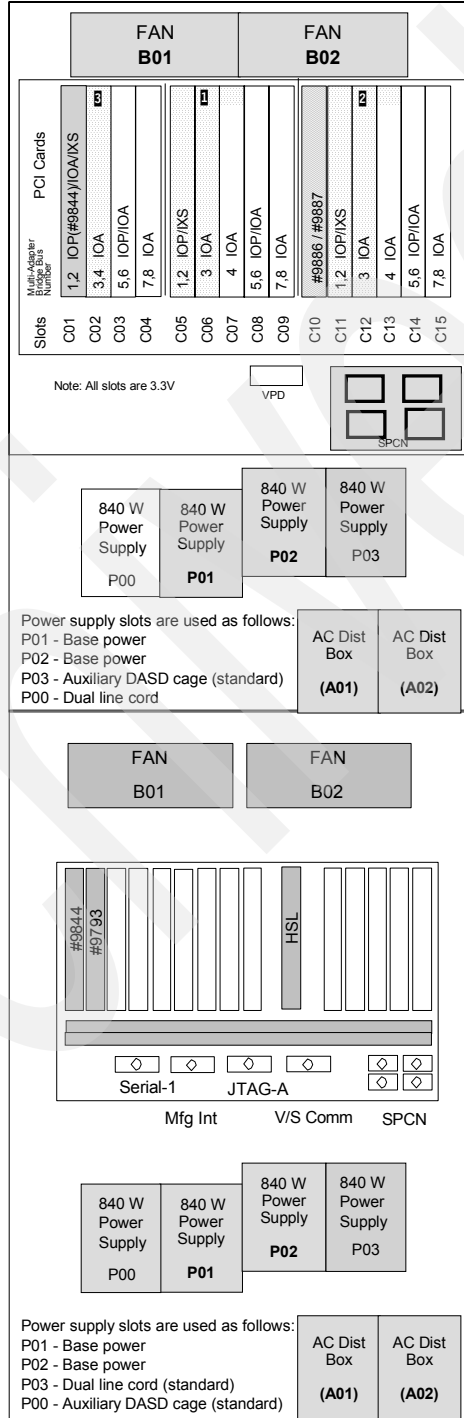 FAN
B01
FAN
B02
PCI Cards
Multi-Adapter
Bridge Bus
Number
Slots
1,2 IOP(#9844)/IOA/IXS
C01
3
3,4 IOA
C02
5,6 IOP/IOA
C03
7,8 IOA
C04
1,2 IOP/IXS
C05
1
3 IOA
C06
4 IOA
C07
5,6 IOP/IOA
C08
7,8 IOA
C09
#9886 / #9887
C10
1,2 IOP/IXS
C11
2
3 IOA
C12
4 IOA
C13
5,6 IOP/IOA
C14
7,8 IOA
C15
Note: All slots are 3.3V
VPD
SPCN
840 W
Power
Supply
P00
840 W
Power
Supply
P01
840 W
Power
Supply
P02
840 W
Power
Supply
P03
Power supply slots are used as follows:
P01 - Base power
P02 - Base power
P03 - Auxiliary DASD cage (standard)
P00 - Dual line cord
AC Dist
Box
(A01)
AC Dist
Box
(A02)
FAN
B01
FAN
B02
#9844
#9793
HSL
Serial-1
JTAG-A
Mfg Int
V/S Comm
SPCN
840 W
Power
Supply
P00
840 W
Power
Supply
P01
840 W
Power
Supply
P02
840 W
Power
Supply
P03
Power supply slots are used as follows:
P01 - Base power
P02 - Base power
P03 - Dual line cord (standard)
P00 - Auxiliary DASD cage (standard)
AC Dist
Box
(A01)
AC Dist
Box
(A02)